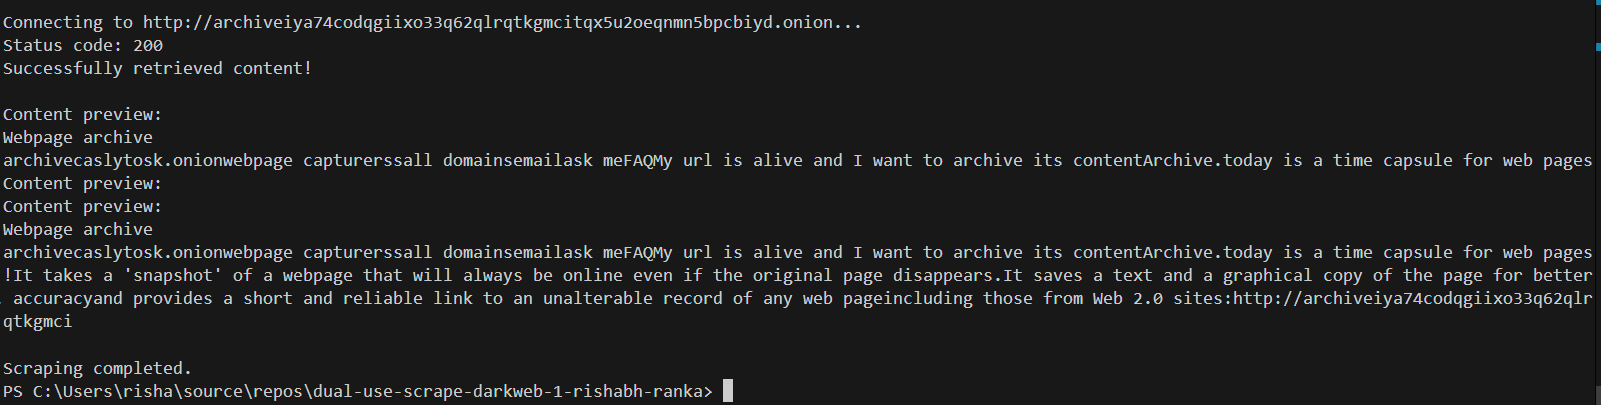 Connecting to http://archiveiya74codqgiixo33q62qlrqtkgmcitqx5u2oeqnmn5bpcbiyd.onion...
Status code: 200
Successfully retrieved content!
Content preview:
Webpage archive
archivecaslytosk.onionwebpage capturerssall domainsemailask meFAQMy url is alive and I want to archive its contentArchive.today is a time capsule for web pages
Content preview:
Content preview:
Webpage archive
archivecaslytosk.onionwebpage capturerssall domainsemailask meFAQMy url is alive and I want to archive its contentArchive.today is a time capsule for web pages
!It takes a 'snapshot' of a webpage that will always be online even if the original page disappears.It saves a text and a graphical copy of the page for better
. accuracyand provides a short and reliable link to an unalterable record of any web pageincluding those from Web 2.0 sites:http://archiveiya74codqgiixo33q62qlr
qtkgmci
Scraping completed.
PS C:\Users\risha\source\repos\dual-use-scrape-darkweb-1-rishabh-ranka>